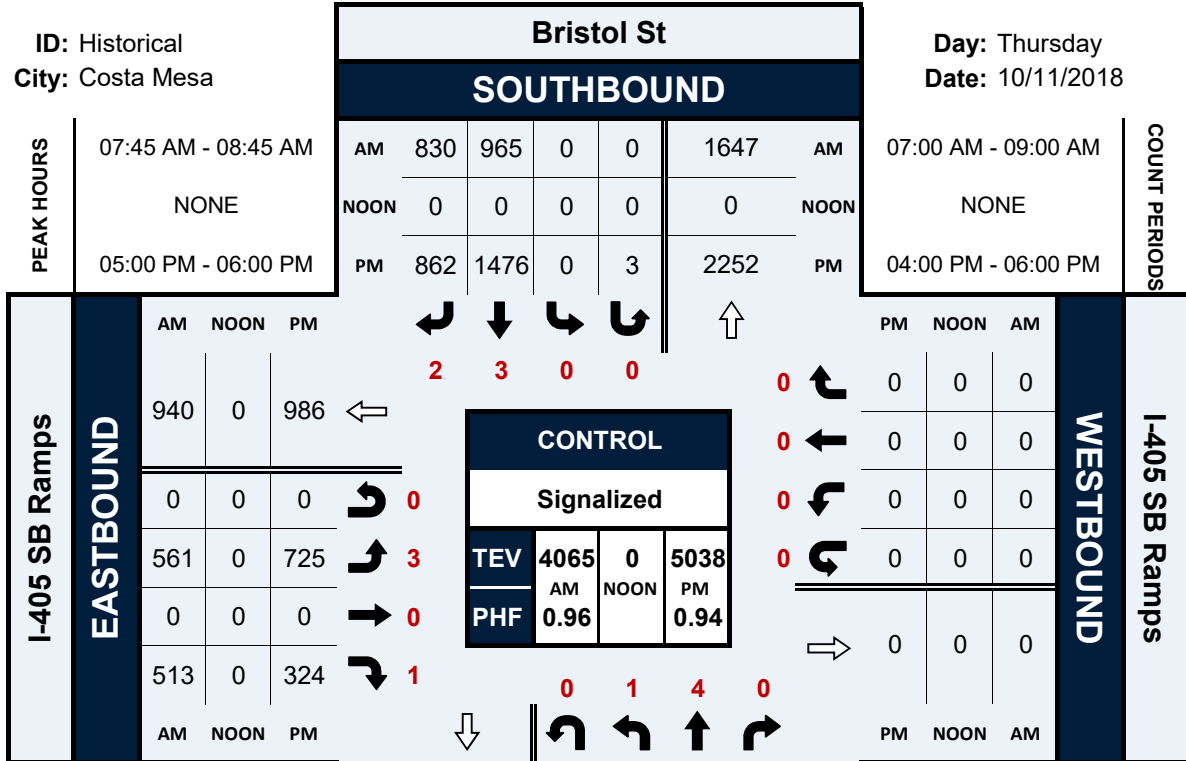 Bristol St
ID: Historical
Day: Thursday
City: Costa Mesa
Date: 10/11/2018
SOUTHBOUND
PEAK HOURS
07:45 AM - 08:45 AM
NONE
05:00 PM - 06:00 PM
AM 830 965 0 0 1647 AM
NOON 0 0 0 0 0 NOON
PM 862 1476 0 3 2252 PM
07:00 AM - 09:00 AM
NONE
04:00 PM - 06:00 PM
COUNT PERIODS
2 3 0 0
I-405 SB Ramps
EASTBOUND
AM NOON PM
940 0 986
0 0 0 0
561 0 725 3
0 0 0 0
513 0 324 1
AM NOON PM
CONTROL
Signalized
TEV 4065 0 5038
AM NOON PM
PHF 0.96 0.94
PM NOON AM
0 0 0 0
0 0 0 0
0 0 0 0
0 0 0 0
0 0 0
PM NOON AM
WESTBOUND
I-405 SB Ramps
0 1 4 0